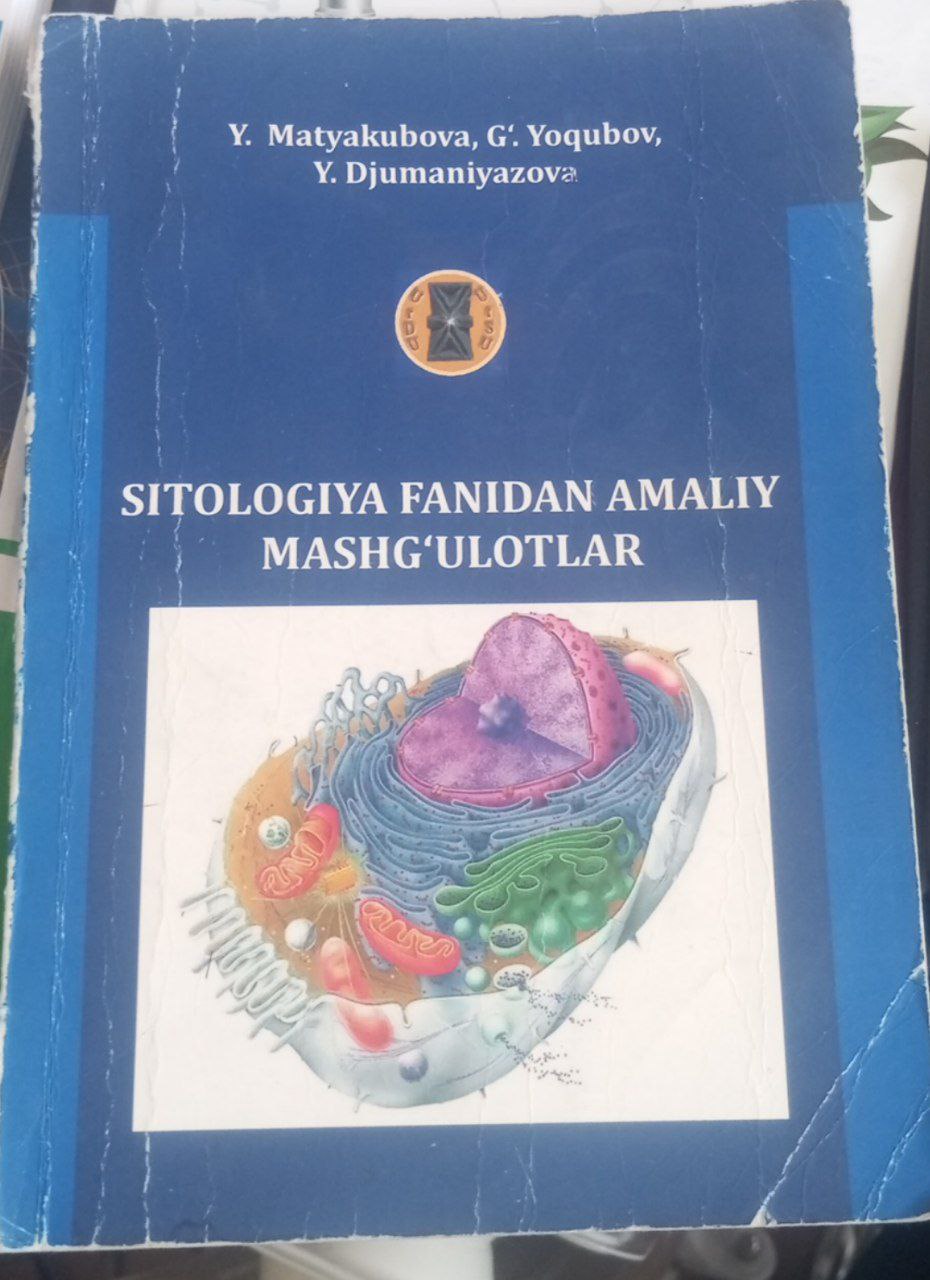 Y. Matyakubova, G‘. Yoqubov,
Y. Djumaniyazova
SITOLOGIYA FANIDAN AMALIY
MASHG‘ULOTLAR